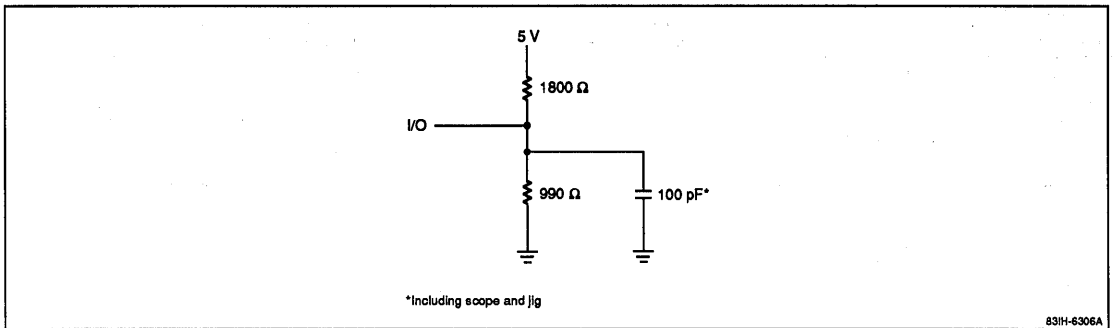 5 V
1800 Ω
I/O
990 Ω
100 pF*
*Including scope and jig
83IH-6306A